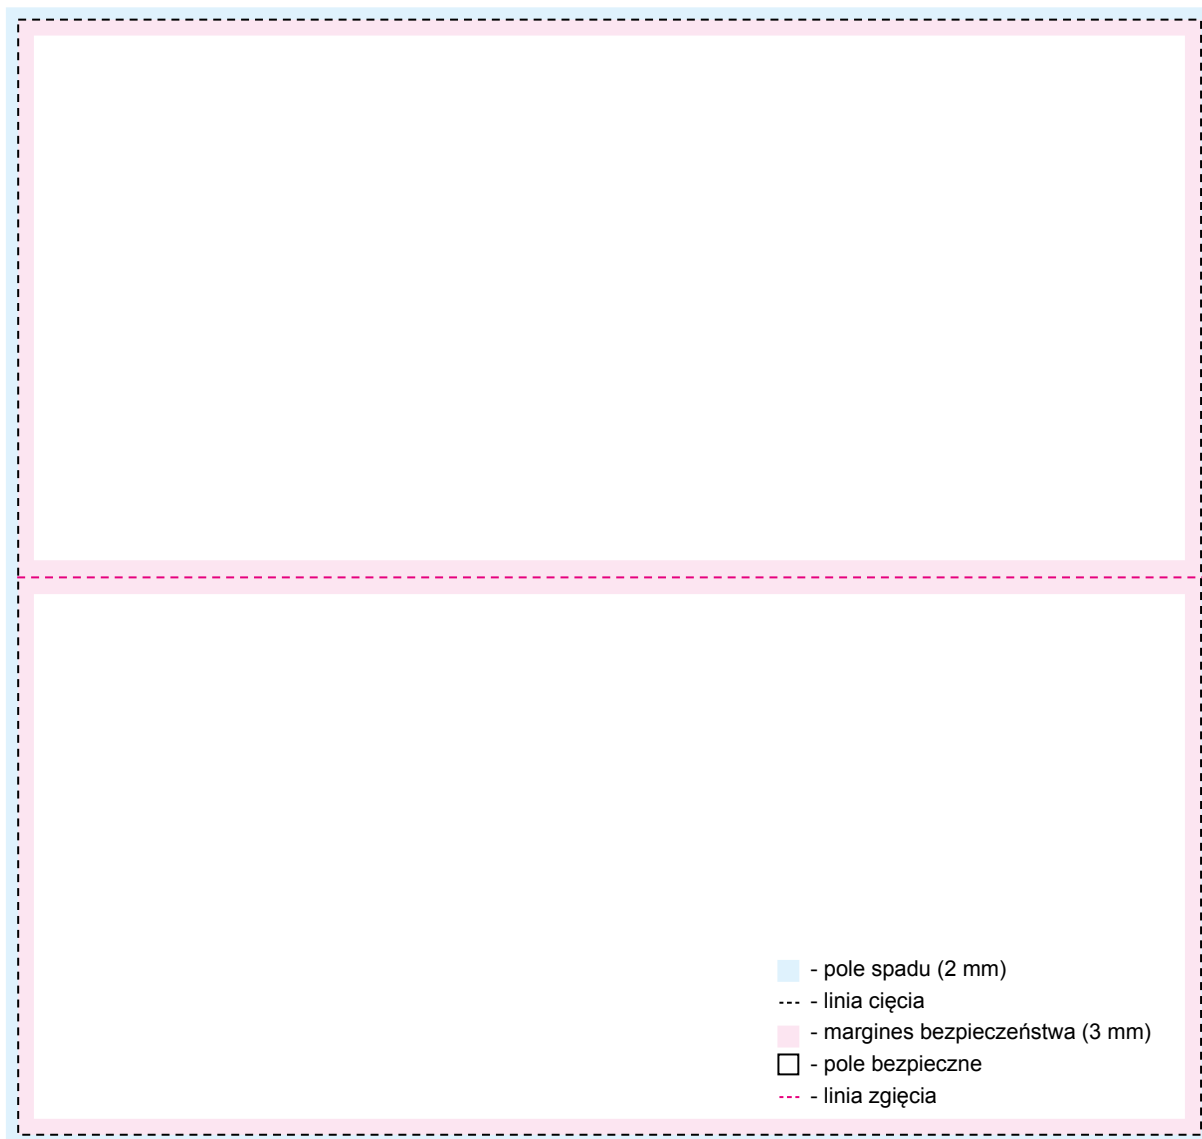 - pole spadu (2 mm)
- linia cięcia
- margines bezpieczeństwa (3 mm)
- pole bezpieczne
- linia zgięcia